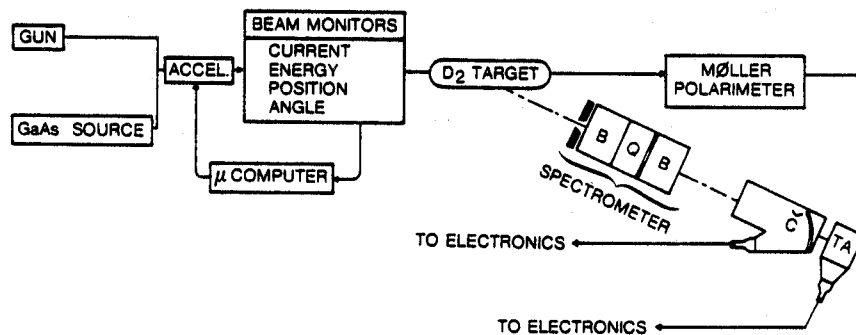 GUN
GaAs SOURCE
ACCEL.
BEAM MONITORS
CURRENT
ENERGY
POSITION
ANGLE
μ COMPUTER
D2 TARGET
MØLLER
POLARIMETER
B
Q
B
SPECTROMETER
Č
TA
TO ELECTRONICS
TO ELECTRONICS